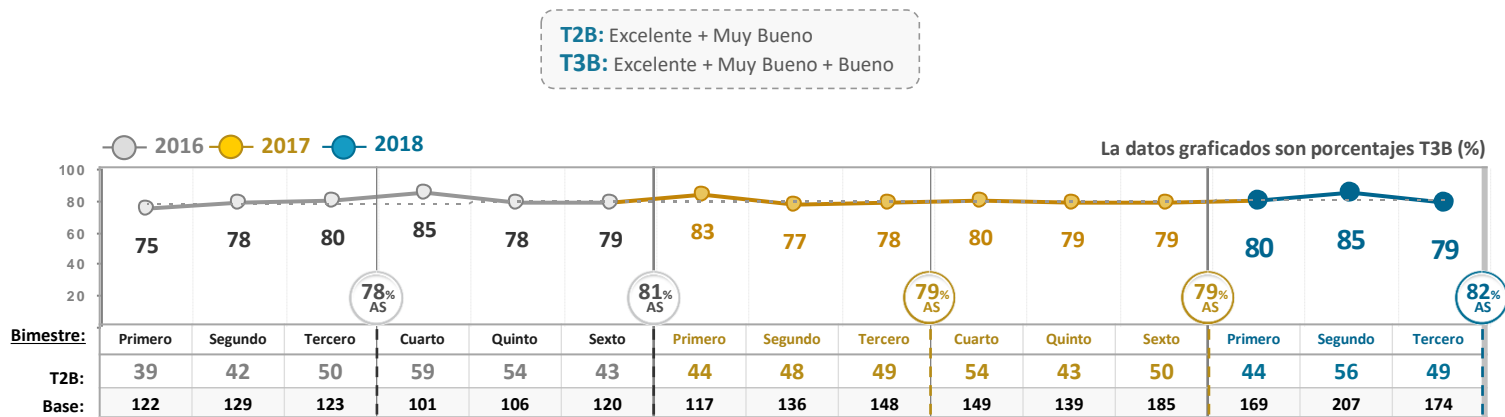 T2B: Excelente + Muy Bueno
T3B: Excelente + Muy Bueno + Bueno
2016 2017 2018 La datos graficados son porcentajes T3B (%)
100
80
60
40
20
75 78 80 85 78 79 83 77 78 80 79 79 80 85 79
78% AS 81% AS 79% AS 79% AS 82% AS
Bimestre: Primero Segundo Tercero Cuarto Quinto Sexto Primero Segundo Tercero Cuarto Quinto Sexto Primero Segundo Tercero
T2B: 39 42 50 59 54 43 44 48 49 54 43 50 44 56 49
Base: 122 129 123 101 106 120 117 136 148 149 139 185 169 207 174